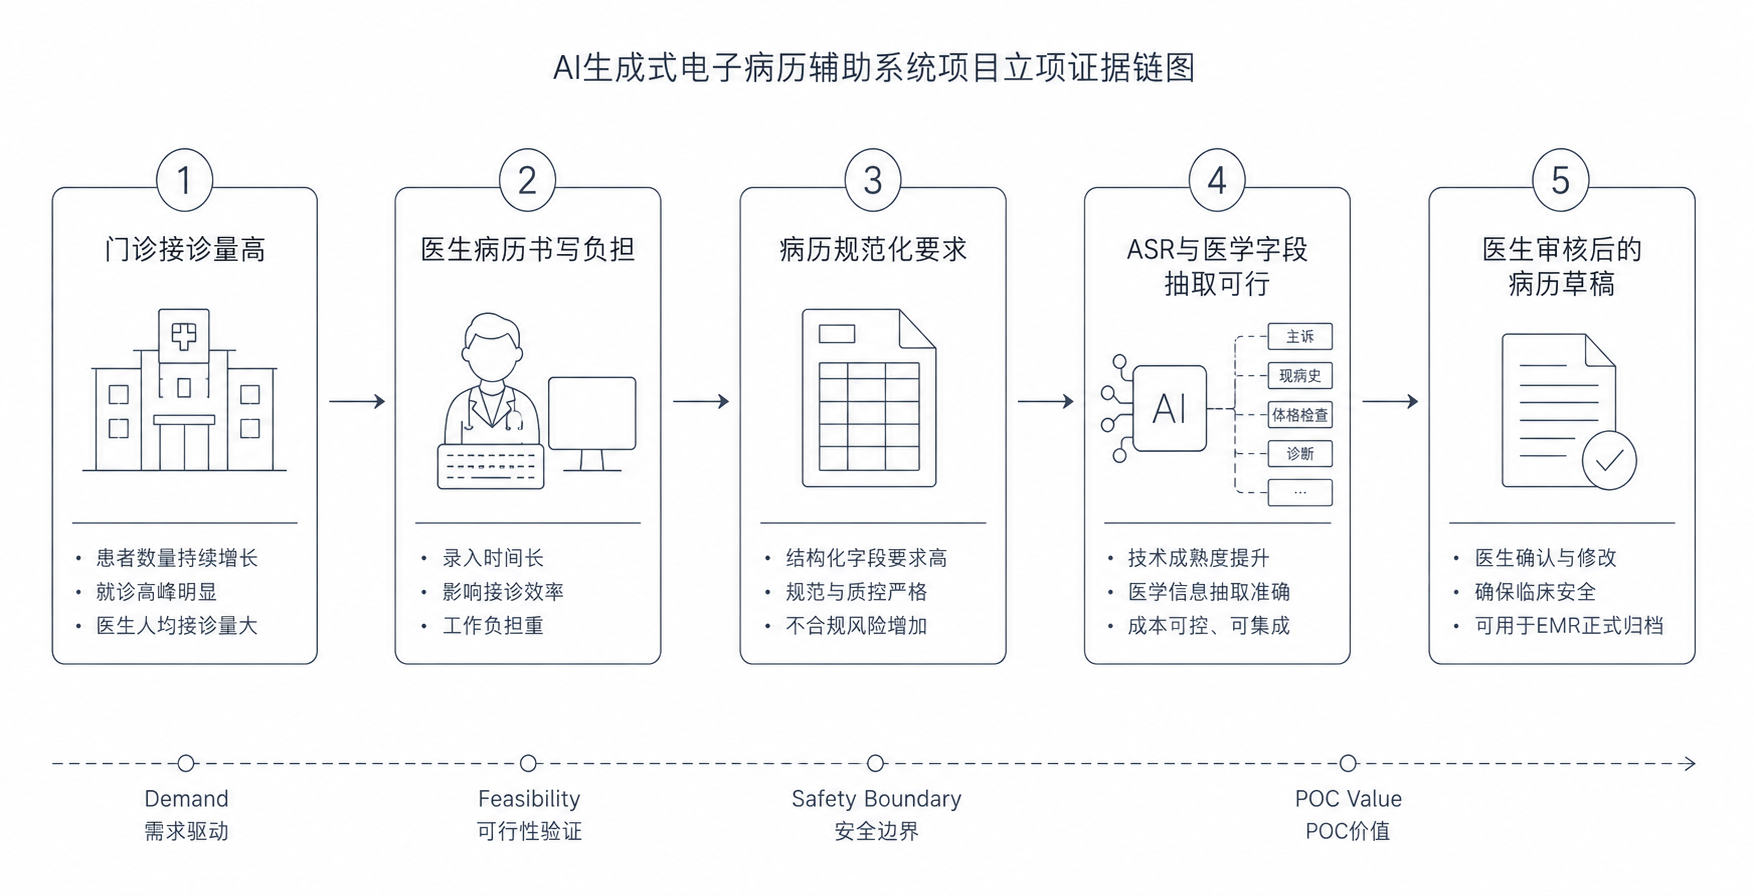 AI生成式电子病历辅助系统项目立项证据链图
1
门诊接诊量高
• 患者数量持续增长
• 就诊高峰明显
• 医生人均接诊量大
2
医生病历书写负担
• 录入时间长
• 影响接诊效率
• 工作负担重
3
病历规范化要求
• 结构化字段要求高
• 规范与质控严格
• 不合规风险增加
4
ASR与医学字段
抽取可行
AI
主诉
现病史
体格检查
诊断
...
• 技术成熟度提升
• 医学信息抽取准确
• 成本可控、可集成
5
医生审核后的
病历草稿
• 医生确认与修改
• 确保临床安全
• 可用于EMR正式归档
Demand
需求驱动
Feasibility
可行性验证
Safety Boundary
安全边界
POC Value
POC价值